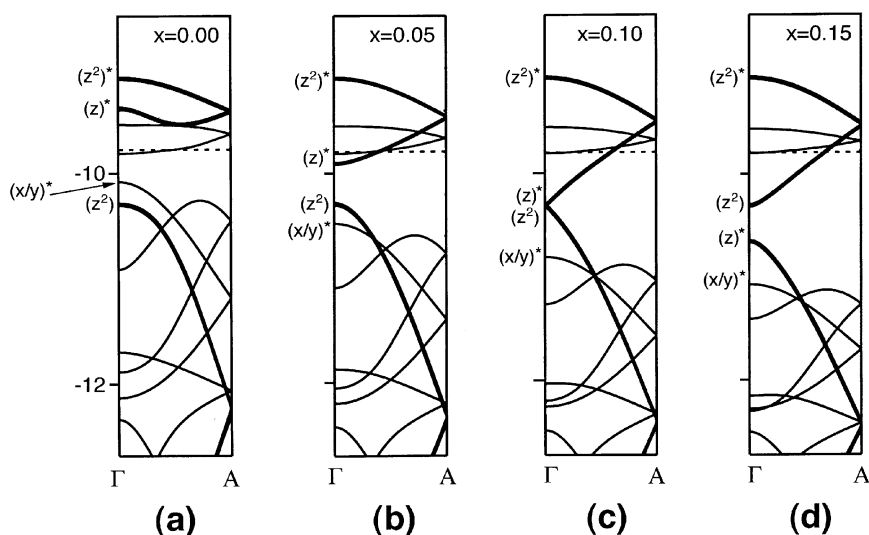 x=0.00
(z²)*
(z)*
-10
(x/y)*
(z²)
-12
Γ
A
(a)
x=0.05
(z²)*
(z)*
(z²)
(x/y)*
Γ
A
(b)
x=0.10
(z²)*
(z)*
(z²)
(x/y)*
Γ
A
(c)
x=0.15
(z²)*
(z²)
(z)*
(x/y)*
Γ
A
(d)